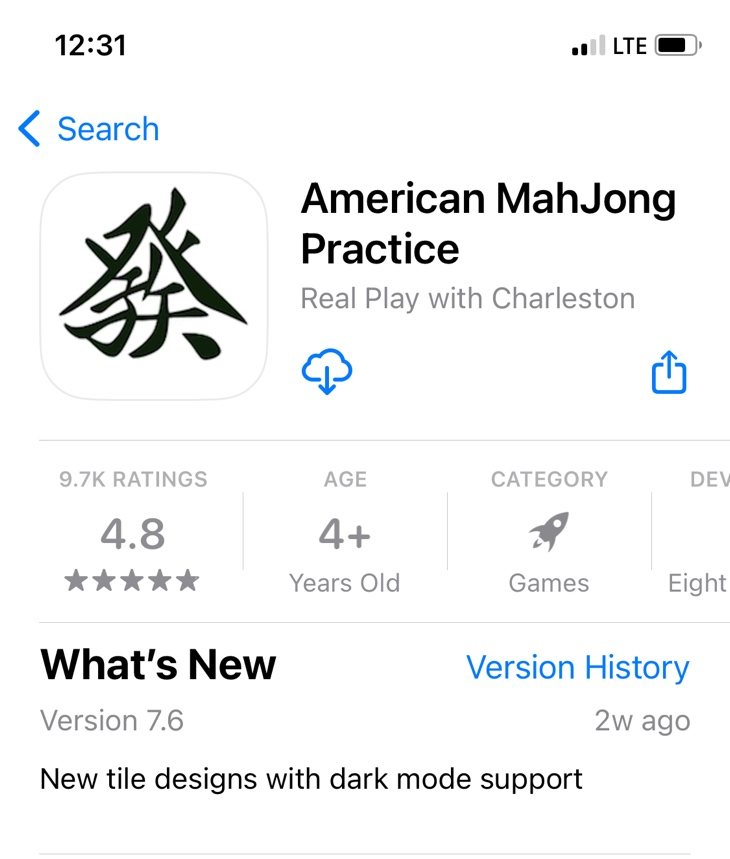 12:31
LTE
Search
發
American MahJong
Practice
Real Play with Charleston
9.7K RATINGS
AGE
CATEGORY
DEV
4.8
4+
Years Old
Games
Eight
What's New
Version History
Version 7.6
2w ago
New tile designs with dark mode support